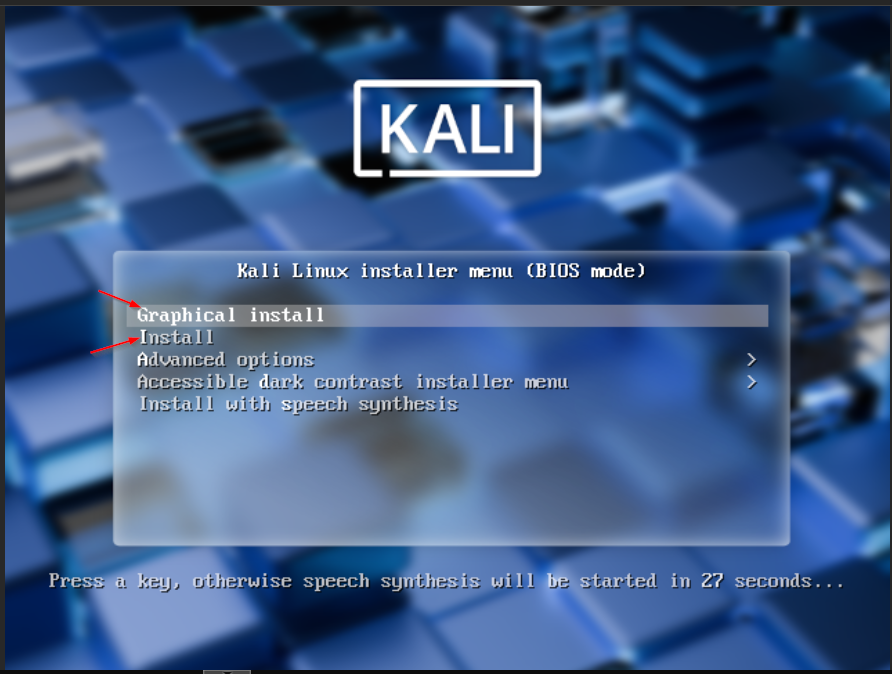 KALI
Kali Linux installer menu (BIOS mode)
Graphical install
Install
Advanced options >
Accessible dark contrast installer menu >
Install with speech synthesis
Press a key, otherwise speech synthesis will be started in 27 seconds...